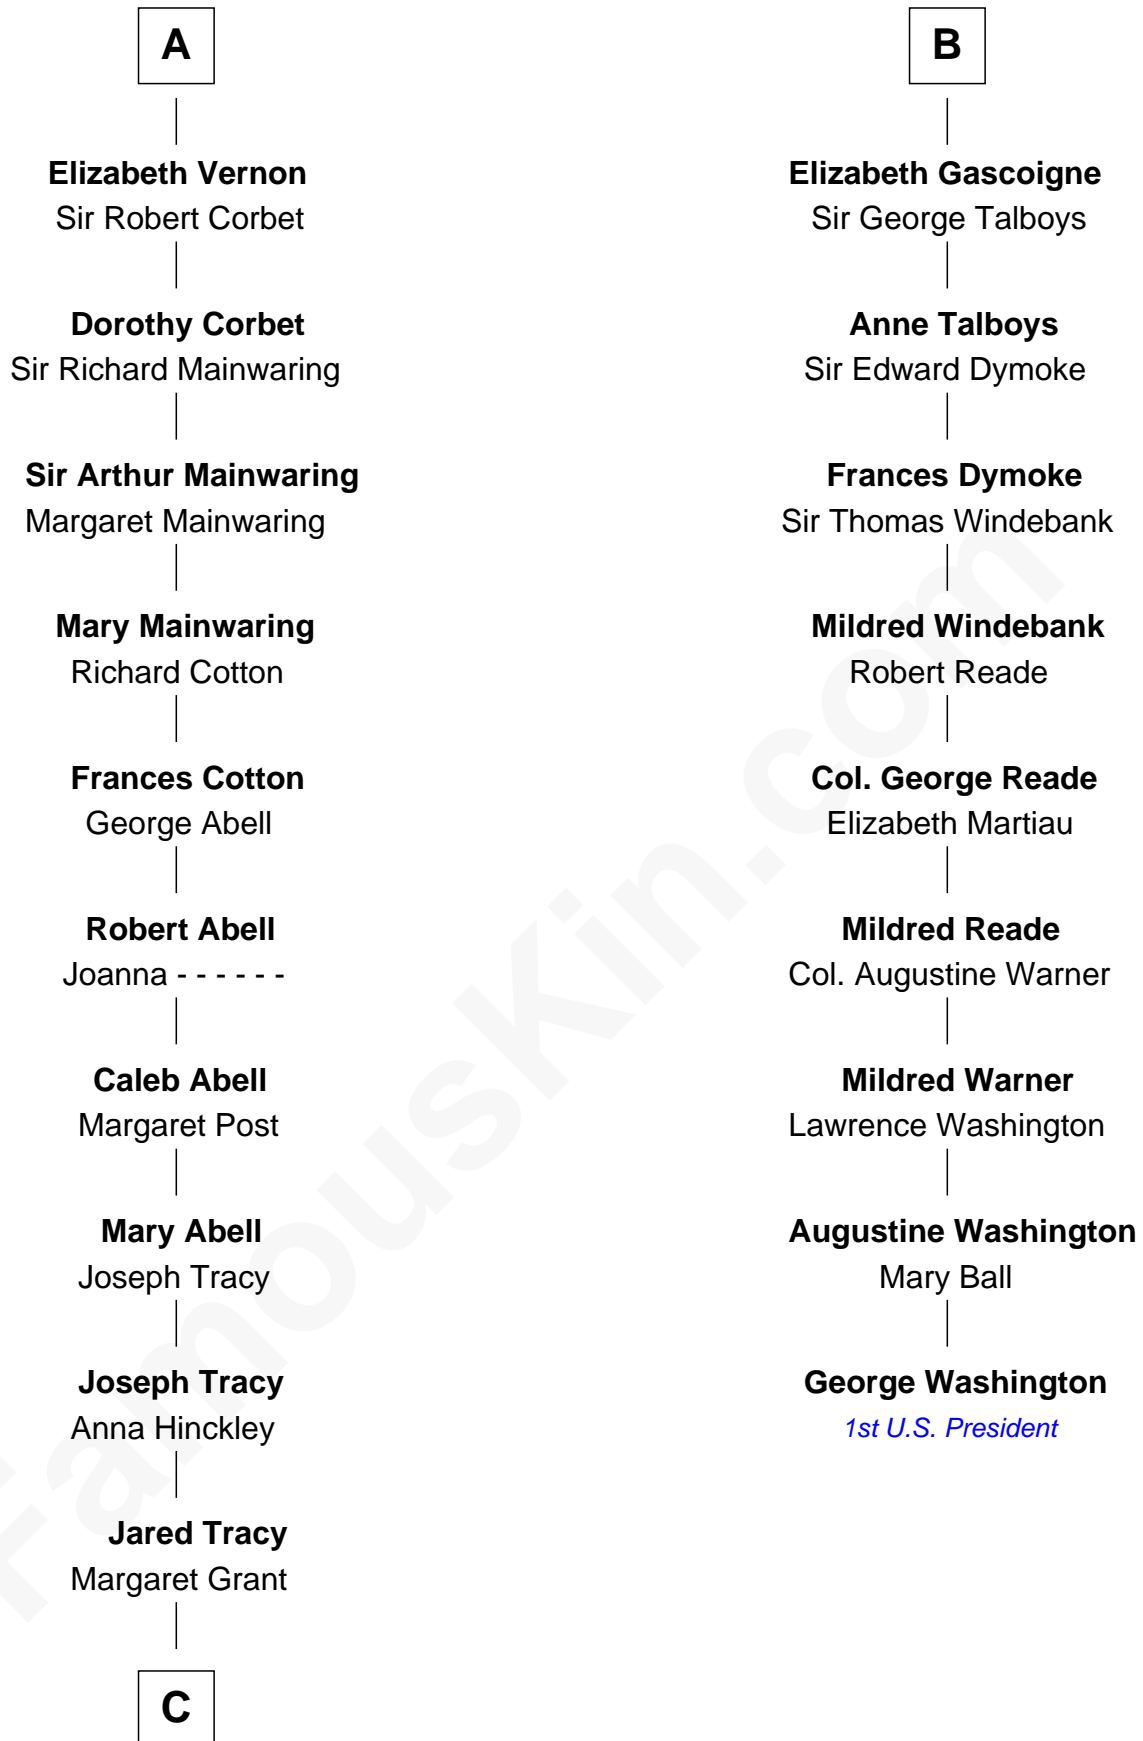 A
Elizabeth Vernon
Sir Robert Corbet
Dorothy Corbet
Sir Richard Mainwaring
Sir Arthur Mainwaring
Margaret Mainwaring
Mary Mainwaring
Richard Cotton
Frances Cotton
George Abell
Robert Abell
Joanna - - - - - -
Caleb Abell
Margaret Post
Mary Abell
Joseph Tracy
Joseph Tracy
Anna Hinckley
Jared Tracy
Margaret Grant
C
B
Elizabeth Gascoigne
Sir George Talboys
Anne Talboys
Sir Edward Dymoke
Frances Dymoke
Sir Thomas Windebank
Mildred Windebank
Robert Reade
Col. George Reade
Elizabeth Martiau
Mildred Reade
Col. Augustine Warner
Mildred Warner
Lawrence Washington
Augustine Washington
Mary Ball
George Washington
1st U.S. President
FamousKin.com